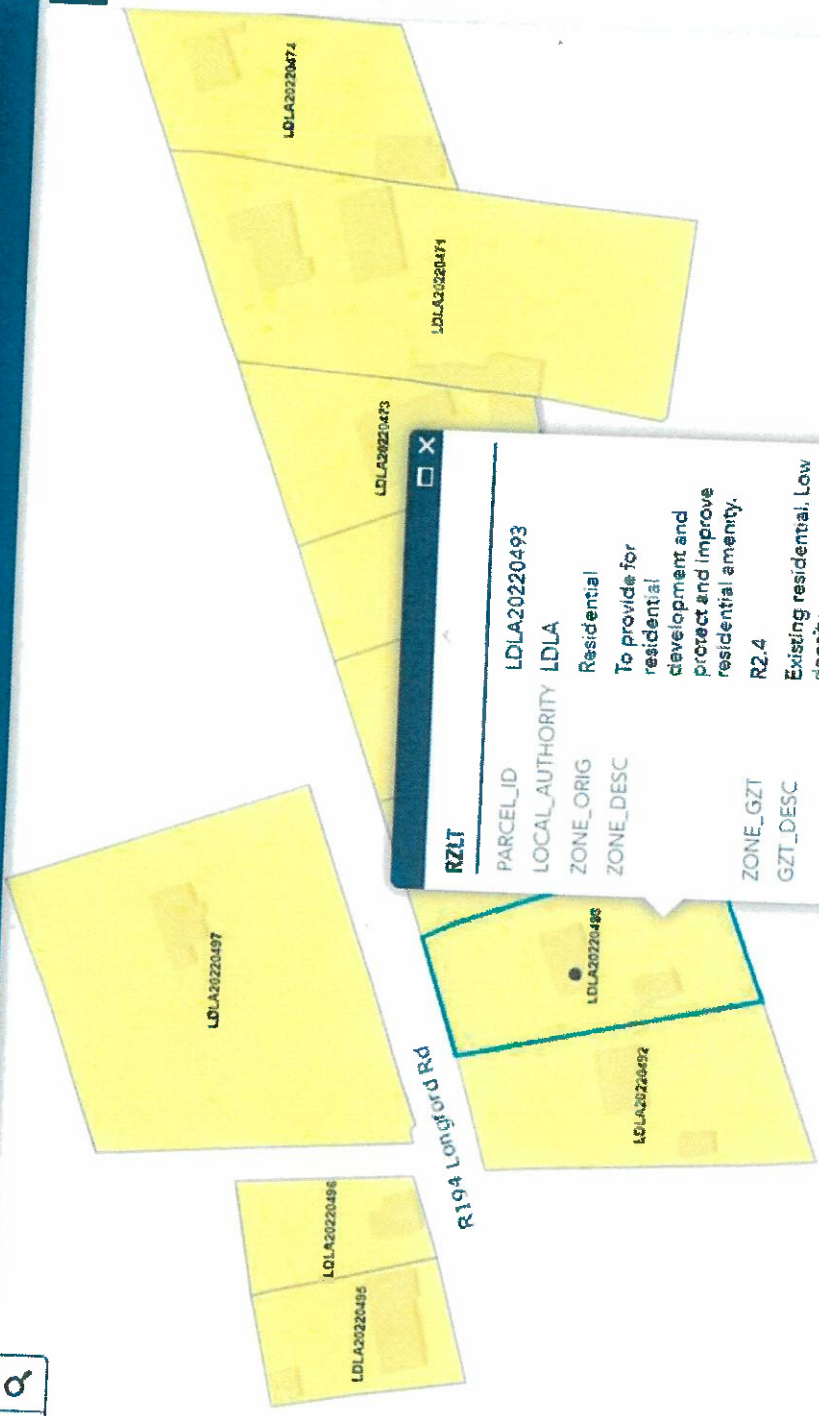 LDLA20220495
LDLA20220496
LDLA20220497
R194 Longford Rd
LDLA20220492
LDLA20220493
LDLA20220473
LDLA20220471
LDLA20220474
RZLT
PARCEL_ID LDLA20220493
LOCAL_AUTHORITY LDLA
ZONE_ORIG Residential
ZONE_DESC To provide for
residential
development and
protect and improve
residential amenity.
ZONE_GZT R2.4
GZT_DESC Existing residential. Low